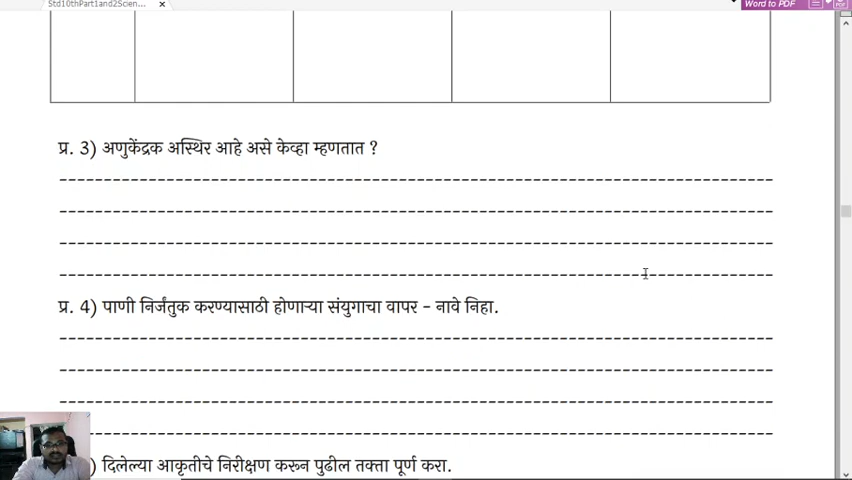 Std10thPart1and2Scien...
Word to PDF
प्र. 3) अणुकेंद्रक अस्थिर आहे असे केव्हा म्हणतात ?
प्र. 4) पाणी निर्जंतुक करण्यासाठी होणाऱ्या संयुगाचा वापर - नावे निहा.
) दिलेल्या आकृतीचे निरीक्षण करून पुढील तक्ता पूर्ण करा.